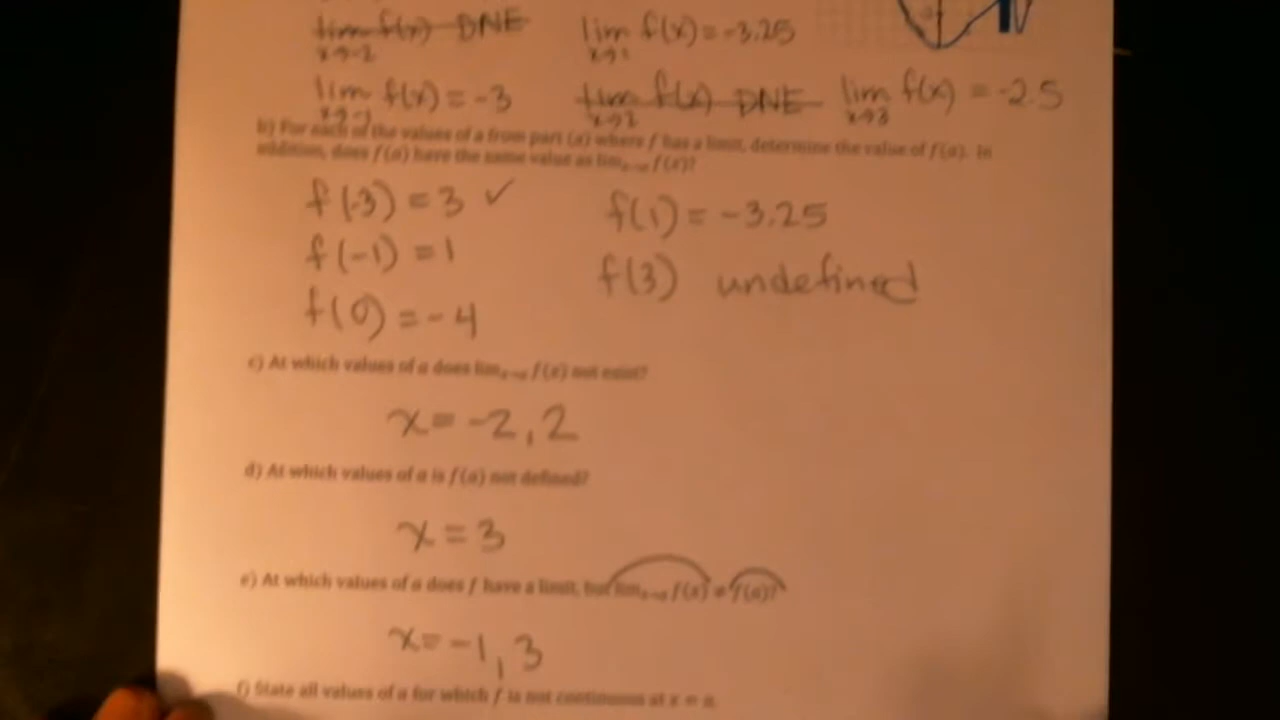 lim f(x) DNE lim f(x) = -3.25
x→-2 x→1
lim f(x) = -3 lim f(x) DNE lim f(x) = -2.5
x→-1 x→2 x→3
b) For each of the values of a from part (a) where f has a limit, determine the value of f(a). In
addition, does f(a) have the same value as lim x→a f(x)?
f(-3) = 3 ✓ f(1) = -3.25
f(-1) = 1
f(3) undefined
f(0) = -4
c) At which values of a does lim x→a f(x) not exist?
x = -2, 2
d) At which values of a is f(a) not defined?
x = 3
e) At which values of a does f have a limit, but lim x→a f(x) ≠ f(a)?
x = -1, 3
f) State all values of a for which f is not continuous at x = a.